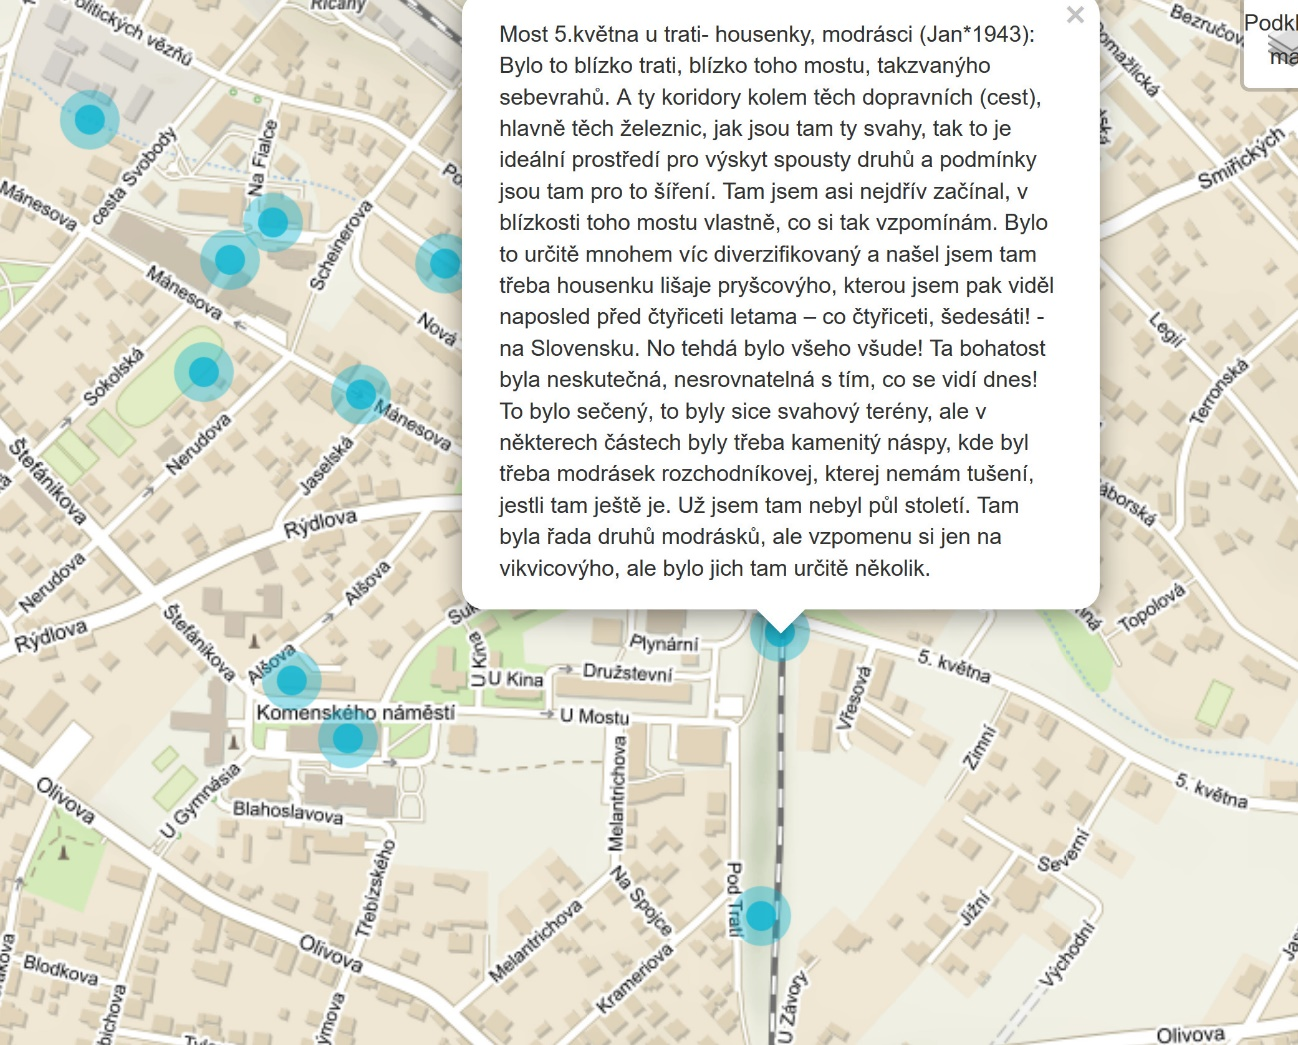 Most 5.května u trati- housenky, modrásci (Jan*1943):
Bylo to blízko trati, blízko toho mostu, takzvanýho
sebevrahů. A ty koridory kolem těch dopravních (cest),
hlavně těch železnic, jak jsou tam ty svahy, tak to je
ideální prostředí pro výskyt spousty druhů a podmínky
jsou tam pro to šíření. Tam jsem asi nejdřív začínal, v
blízkosti toho mostu vlastně, co si tak vzpomínám. Bylo
to určitě mnohem víc diverzifikovaný a našel jsem tam
třeba housenku lišaje pryšcovýho, kterou jsem pak viděl
naposled před čtyřiceti letama – co čtyřiceti, šedesáti! -
na Slovensku. No tehdá bylo všeho všude! Ta bohatost
byla neskutečná, nesrovnatelná s tím, co se vidí dnes!
To bylo sečený, to byly sice svahový terény, ale v
některech částech byly třeba kamenitý náspy, kde byl
třeba modrásek rozchodníkovej, kterej nemám tušení,
jestli tam ještě je. Už jsem tam nebyl půl století. Tam
byla řada druhů modrásků, ale vzpomenu si jen na
vikvicovýho, ale bylo jich tam určitě několik.
×
Říčany
Politických vězňů
Bezručov
Podkl
ma
Domažlická
Smiřických
cesta Svobody
Na Fialce
Mánesova
Scheinerova
Mánesova
Nová
Legií
Terronská
Sokolská
Mánesova
Nerudova
Jaselská
Štefánikova
Rýdlova
áborská
Nerudova
Alšova
Topolová
Rýdlova
Štefánikova
Suk
U Kina
Plynární
Alšova
U Kina
Družstevní
5. května
Komenského náměstí
U Mostu
Vřesová
Zimní
Melantrichova
5. května
Olivova
U Gymnásia
Blahoslavova
Severní
Třebízského
Pod Tratí
Na Spojce
Jižní
Melantrichova
Olivova
Krameriova
Východní
Blodkova
U Závory
Olivova